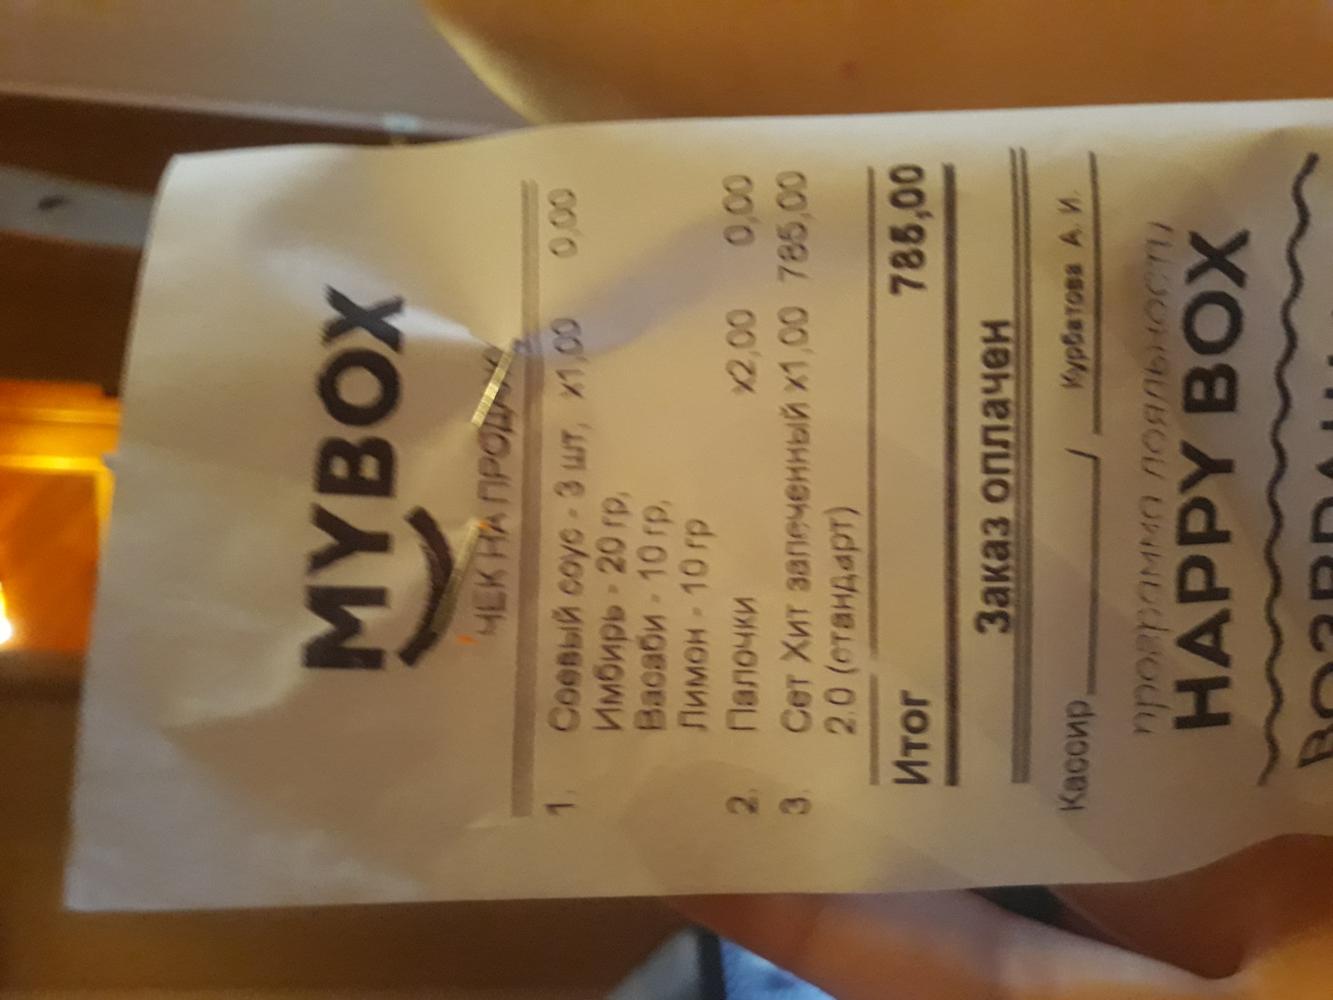 MYBOX
ЧЕК НА ПРОДАЖУ
1. Соевый соус - 3 шт, x1,00 0,00
Имбирь - 20 гр,
Васаби - 10 гр,
Лимон - 10 гр
2. Палочки x2,00 0,00
3. Сет Хит запеченный x1,00 785,00
2.0 (стандарт)
Итог 785,00
Заказ оплачен
Кассир / Курбатова А. И.
программа лояльности
HAPPY BOX